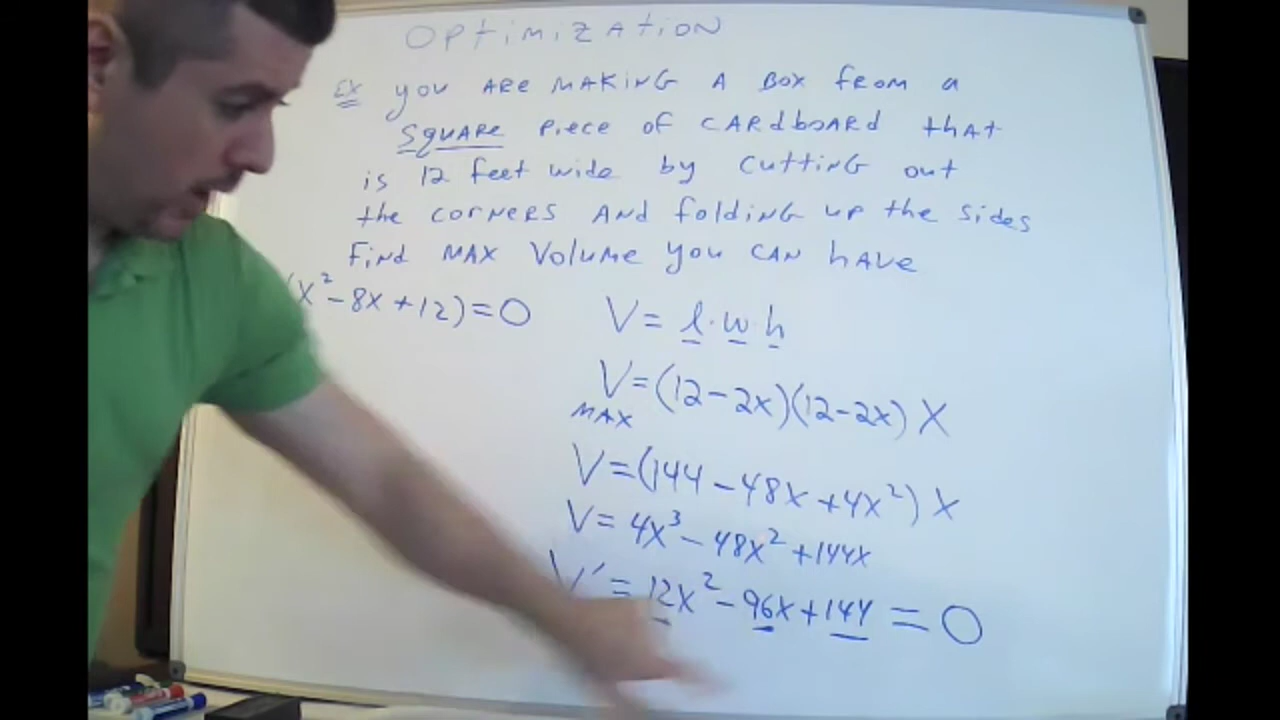 Optimization
Ex You are making a box from a
square piece of cardboard that
is 12 feet wide by cutting out
the corners and folding up the sides
Find max volume you can have
(x² - 8x + 12) = 0
V = l · w · h
V = (12 - 2x)(12 - 2x) x
MAX
V = (144 - 48x + 4x²) x
V = 4x³ - 48x² + 144x
V' = 12x² - 96x + 144 = 0